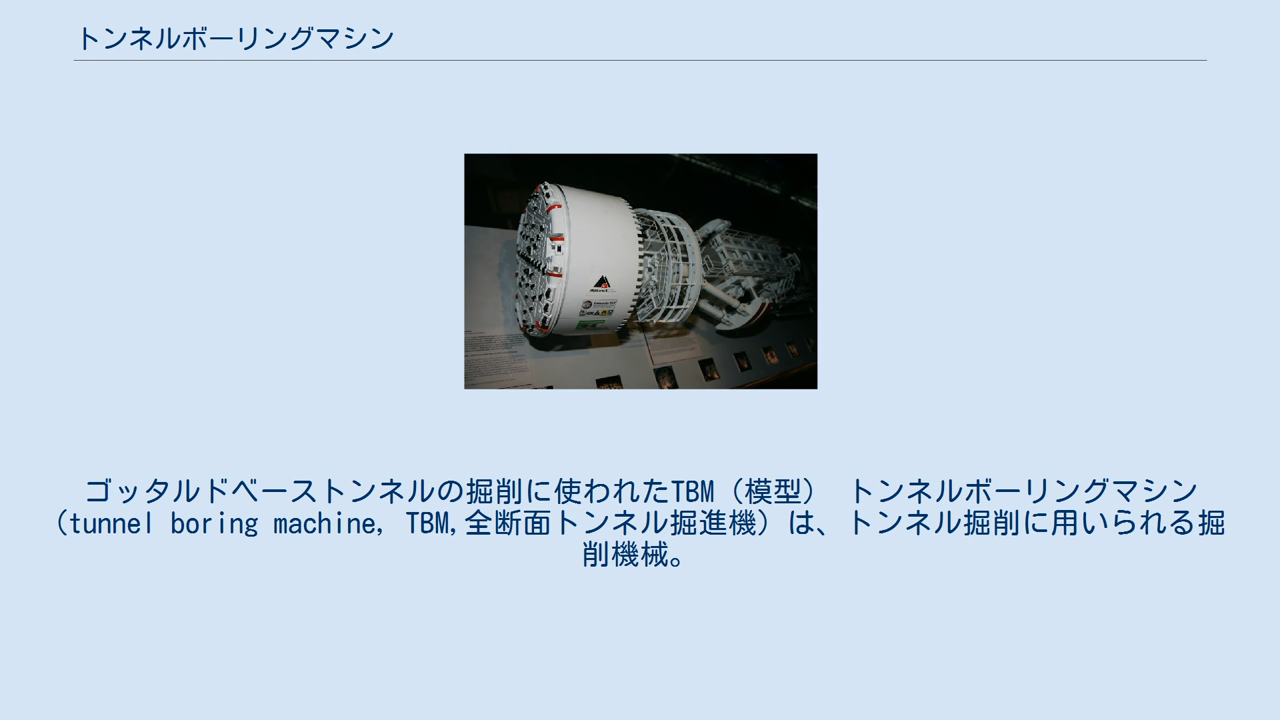 トンネルボーリングマシン
ゴッタルドベーストンネルの掘削に使われたTBM（模型） トンネルボーリングマシン
（tunnel boring machine, TBM,全断面トンネル掘進機）は、トンネル掘削に用いられる掘
削機械。